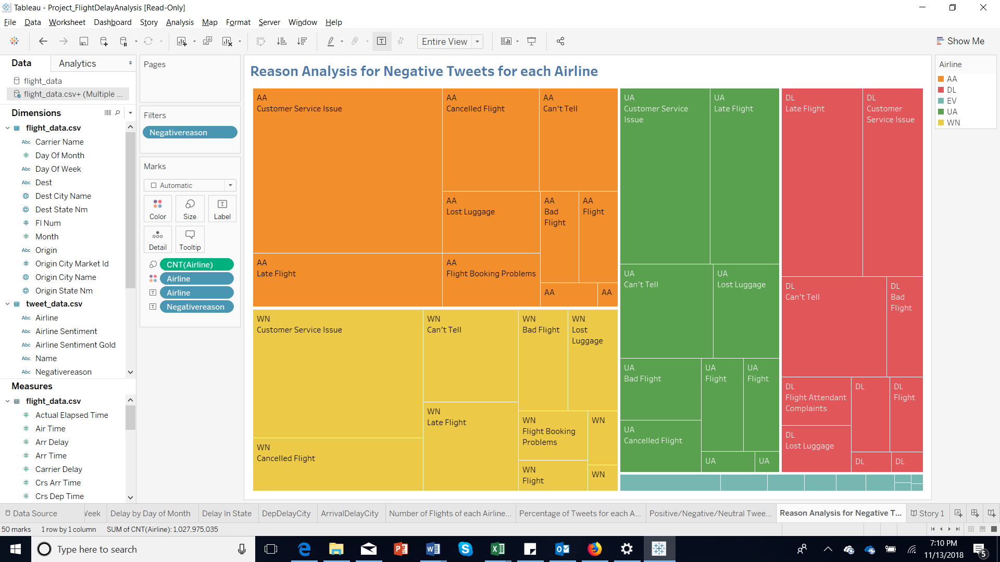 Tableau - Project_FlightDelayAnalysis [Read-Only]
File Data Worksheet Dashboard Story Analysis Map Format Server Window Help
Entire View
Show Me
Data
Analytics
flight_data
flight_data.csv+ (Multiple ...
Dimensions
flight_data.csv
Abc Carrier Name
# Day Of Month
Abc Day Of Week
Abc Dest
Dest City Name
Dest State Nm
# Fl Num
# Month
Abc Origin
# Origin City Market Id
Origin City Name
Origin State Nm
tweet_data.csv
Abc Airline
Abc Airline Sentiment
Abc Airline Sentiment Gold
Abc Name
Abc Negativereason
Measures
flight_data.csv
# Actual Elapsed Time
# Air Time
# Arr Delay
# Arr Time
# Carrier Delay
# Crs Arr Time
# Crs Dep Time
Pages
Filters
Negativereason
Marks
Automatic
Color
Size
T
Label
Detail
Tooltip
CNT(Airline)
Airline
T Airline
T Negativereason
Reason Analysis for Negative Tweets for each Airline
AA
Customer Service Issue
AA
Cancelled Flight
AA
Can't Tell
AA
Lost Luggage
AA
Bad
Flight
AA
Flight
AA
Late Flight
AA
Flight Booking Problems
AA
AA
WN
Customer Service Issue
WN
Can't Tell
WN
Bad Flight
WN
Lost
Luggage
WN
Cancelled Flight
WN
Late Flight
WN
Flight Booking
Problems
WN
WN
Flight
WN
UA
Customer Service
Issue
UA
Late Flight
UA
Can't Tell
UA
Lost Luggage
UA
Bad Flight
UA
Flight
UA
Flight
UA
Cancelled Flight
UA
UA
DL
Late Flight
DL
Customer
Service Issue
DL
Can't Tell
DL
Bad
Flight
DL
Flight Attendant
Complaints
DL
DL
Flight
DL
Lost Luggage
DL
DL
Airline
AA
DL
EV
UA
WN
Data Source
Week
Delay by Day of Month
Delay In State
DepDelayCity
ArrivalDelayCity
Number of Flights of each Airline...
Percentage of Tweets for each A...
Positive/Negative/Neutral Twee...
Reason Analysis for Negative T...
Story 1
50 marks 1 row by 1 column SUM of CNT(Airline): 1,027,975,035
Type here to search
7:10 PM
11/13/2018
5